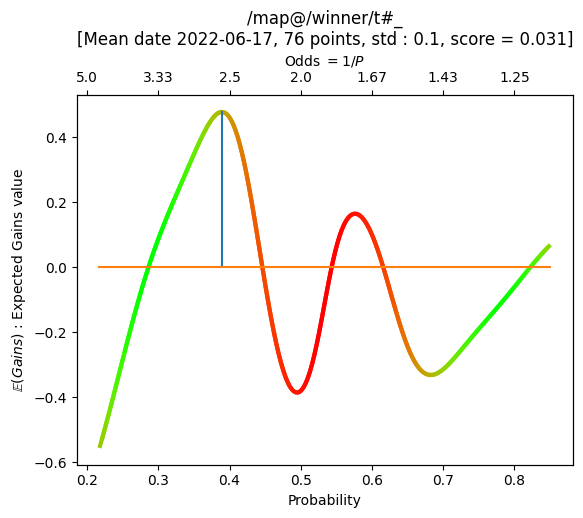 /map@/winner/t#_
[Mean date 2022-06-17, 76 points, std : 0.1, score = 0.031]
Odds = 1/P
5.0 3.33 2.5 2.0 1.67 1.43 1.25
0.4
0.2
0.0
−0.2
−0.4
−0.6
𝔼(Gains) : Expected Gains value
0.2 0.3 0.4 0.5 0.6 0.7 0.8
Probability